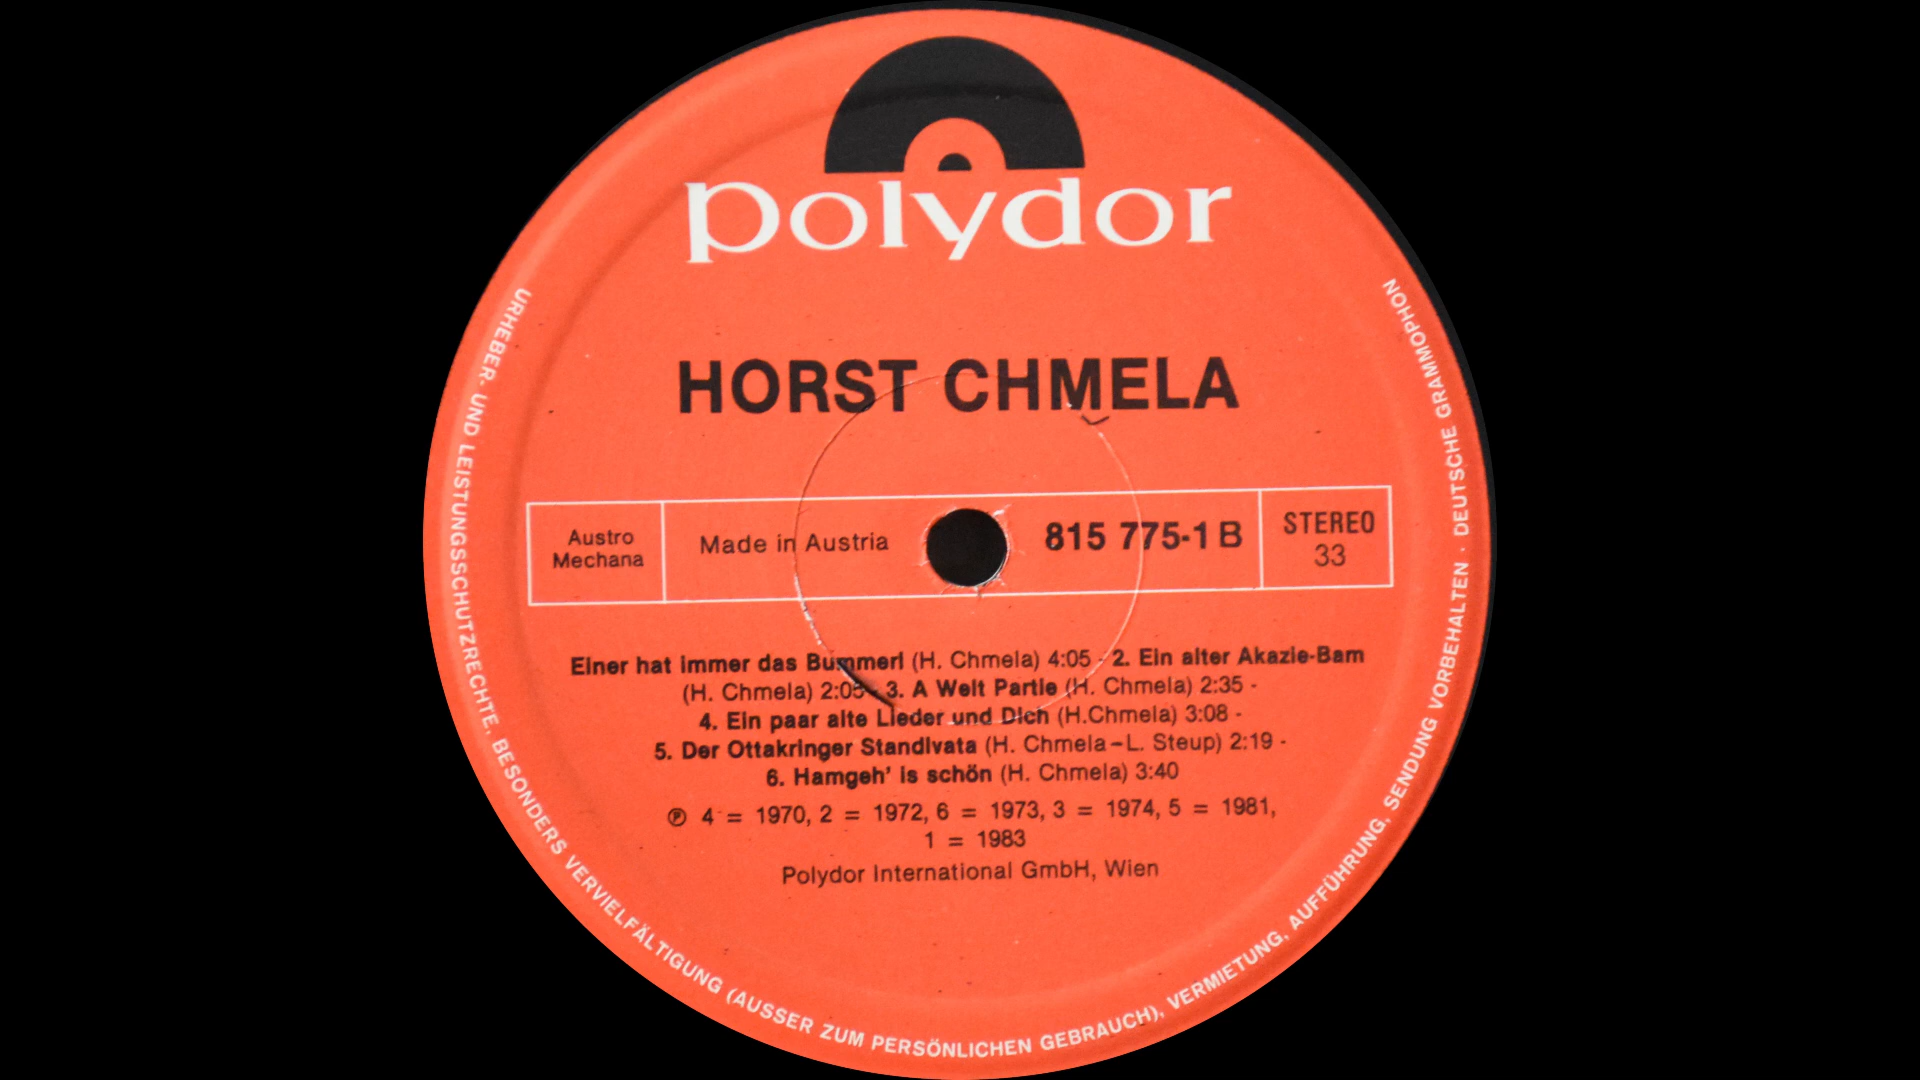 polydor
HORST CHMELA
Austro
Mechana
Made in Austria
815 775-1 B
STEREO
33
Einer hat immer das Bummerl (H. Chmela) 4:05 - 2. Ein alter Akazie-Bam
(H. Chmela) 2:05 - 3. A Welt Partie (H. Chmela) 2:35 -
4. Ein paar alte Lieder und Dich (H.Chmela) 3:08 -
5. Der Ottakringer Standivata (H. Chmela–L. Steup) 2:19 -
6. Hamgeh' is schön (H. Chmela) 3:40
℗ 4 = 1970, 2 = 1972, 6 = 1973, 3 = 1974, 5 = 1981,
1 = 1983
Polydor International GmbH, Wien
URHEBER- UND LEISTUNGSSCHUTZRECHTE, BESONDERS VERVIELFÄLTIGUNG (AUSSER ZUM PERSÖNLICHEN GEBRAUCH), VERMIETUNG, AUFFÜHRUNG, SENDUNG VORBEHALTEN · DEUTSCHE GRAMMOPHON